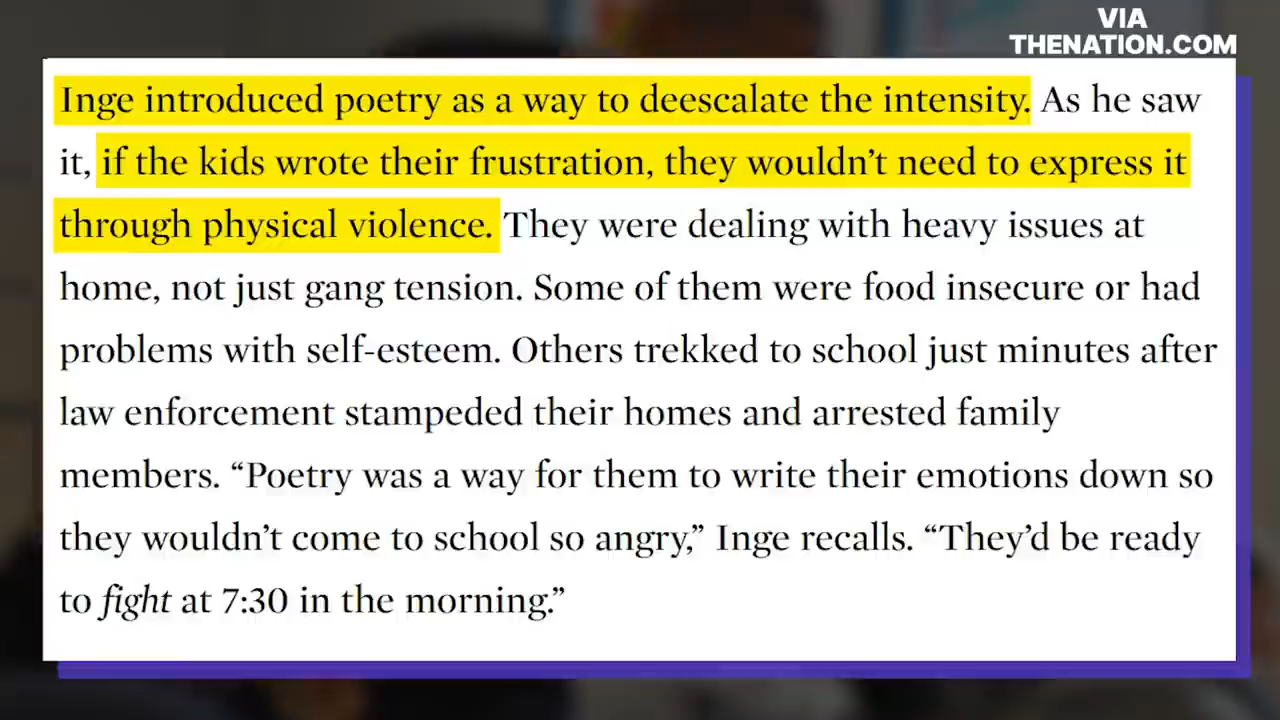 VIA
THENATION.COM
Inge introduced poetry as a way to deescalate the intensity. As he saw
it, if the kids wrote their frustration, they wouldn’t need to express it
through physical violence. They were dealing with heavy issues at
home, not just gang tension. Some of them were food insecure or had
problems with self-esteem. Others trekked to school just minutes after
law enforcement stampeded their homes and arrested family
members. “Poetry was a way for them to write their emotions down so
they wouldn’t come to school so angry,” Inge recalls. “They’d be ready
to fight at 7:30 in the morning.”